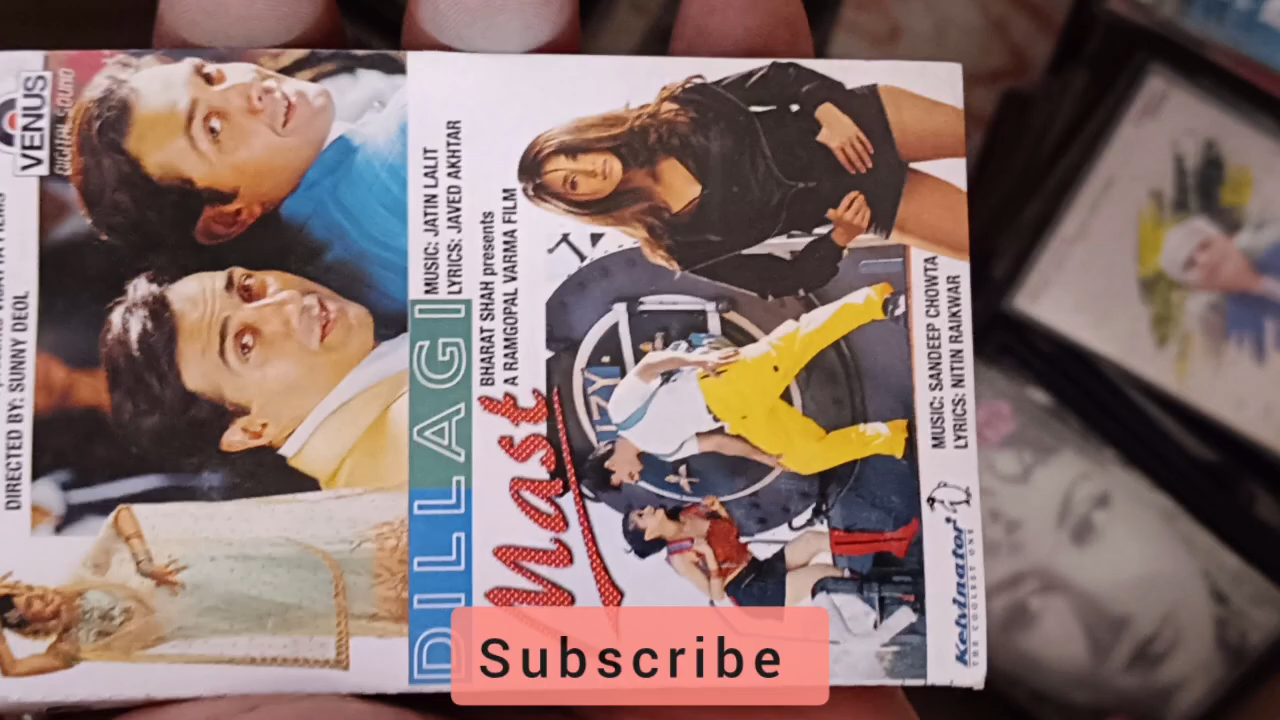 VENUS
DIGITAL SOUND
DIRECTED BY: SUNNY DEOL
DILLAGI
MUSIC: JATIN LALIT
LYRICS: JAVED AKHTAR
BHARAT SHAH presents
A RAMGOPAL VARMA FILM
Mast
MUSIC: SANDEEP CHOWTA
LYRICS: NITIN RAIKWAR
Kelvinator
THE COOLEST ONE
Subscribe